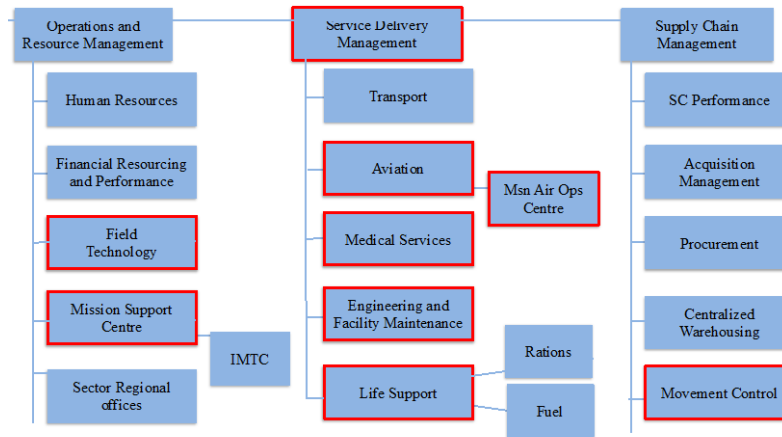 Operations and
Resource Management
Human Resources
Financial Resourcing
and Performance
Field
Technology
Mission Support
Centre
IMTC
Sector Regional
offices
Service Delivery
Management
Transport
Aviation
Msn Air Ops
Centre
Medical Services
Engineering and
Facility Maintenance
Life Support
Rations
Fuel
Supply Chain
Management
SC Performance
Acquisition
Management
Procurement
Centralized
Warehousing
Movement Control